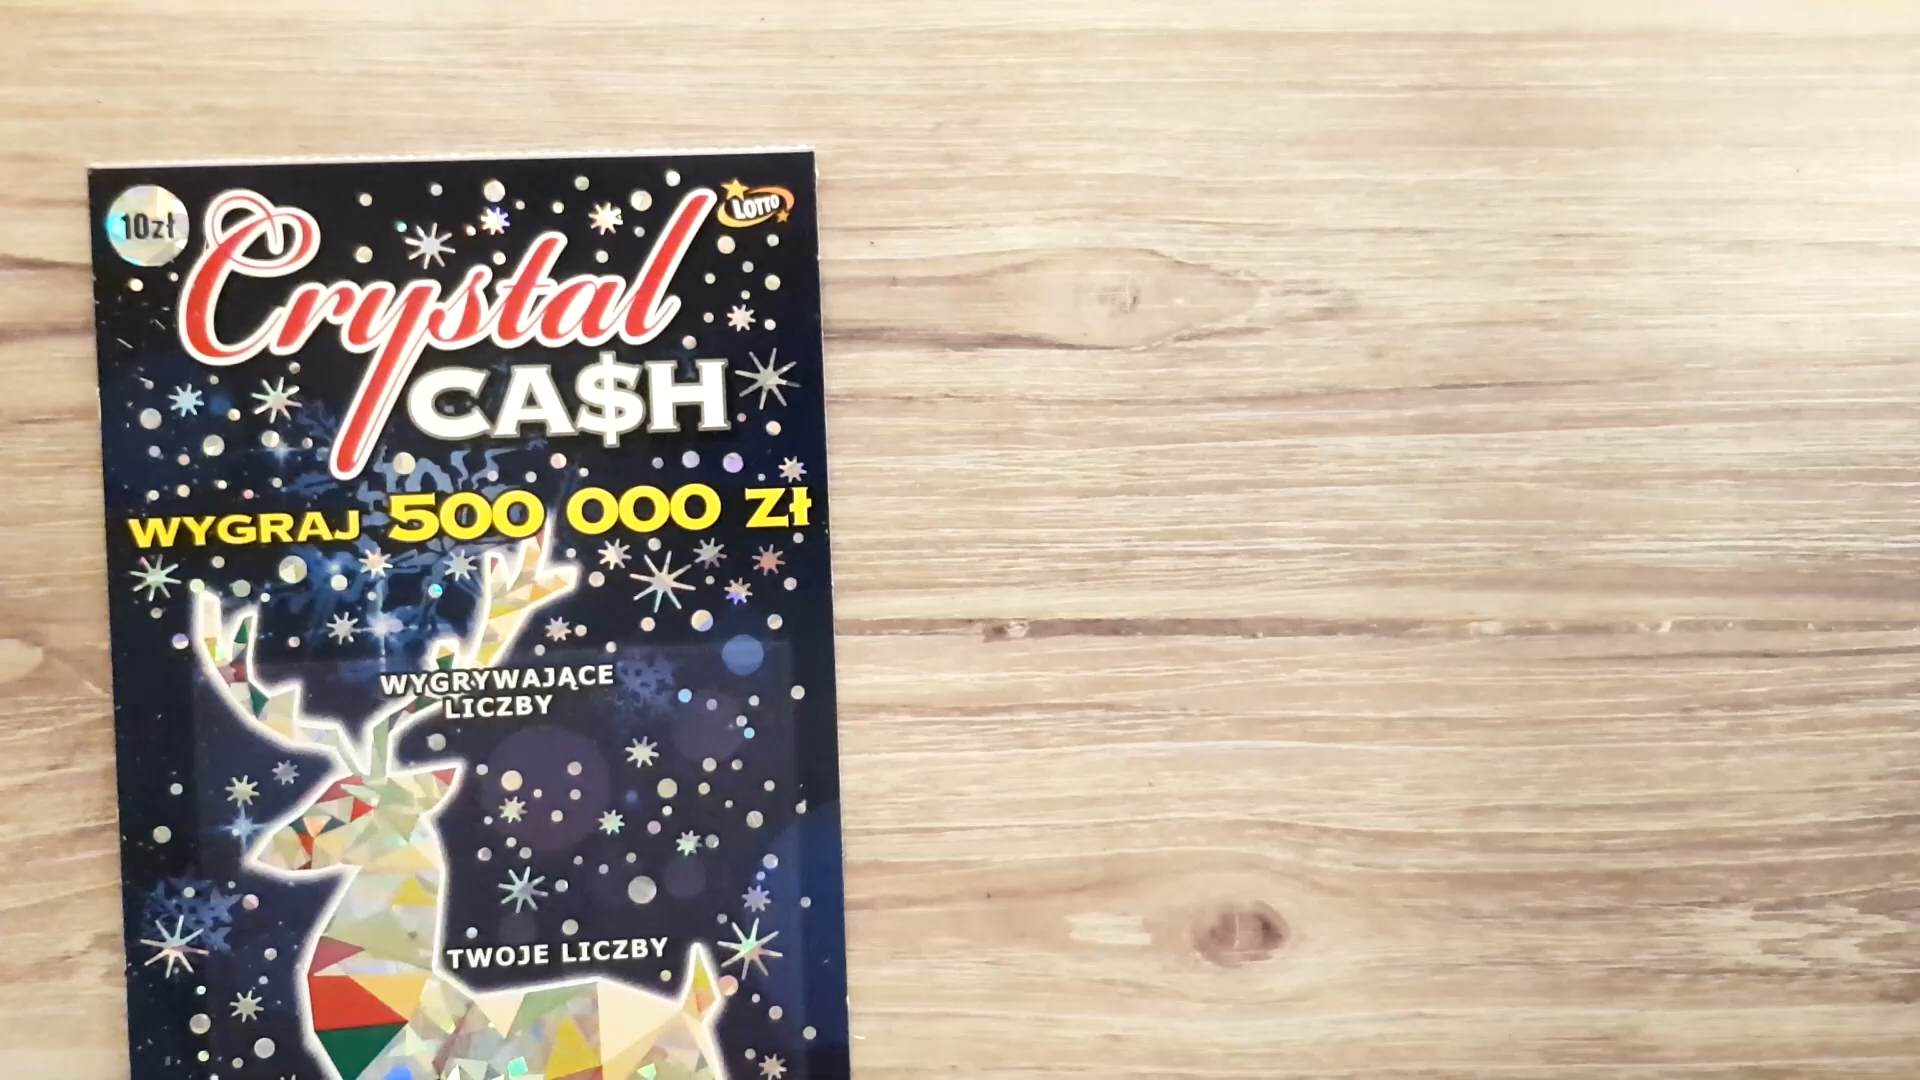 10zł
LOTTO
Crystal
CA$H
WYGRAJ 500 000 ZŁ
WYGRYWAJĄCE
LICZBY
TWOJE LICZBY